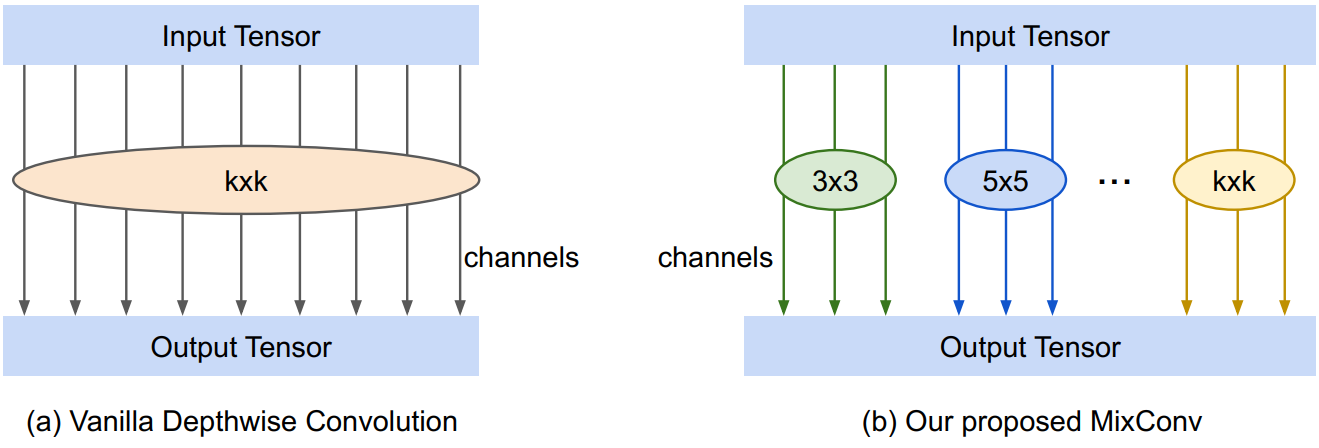 Input Tensor
kxk
channels
Output Tensor
(a) Vanilla Depthwise Convolution
Input Tensor
3x3 5x5 ... kxk
channels
Output Tensor
(b) Our proposed MixConv